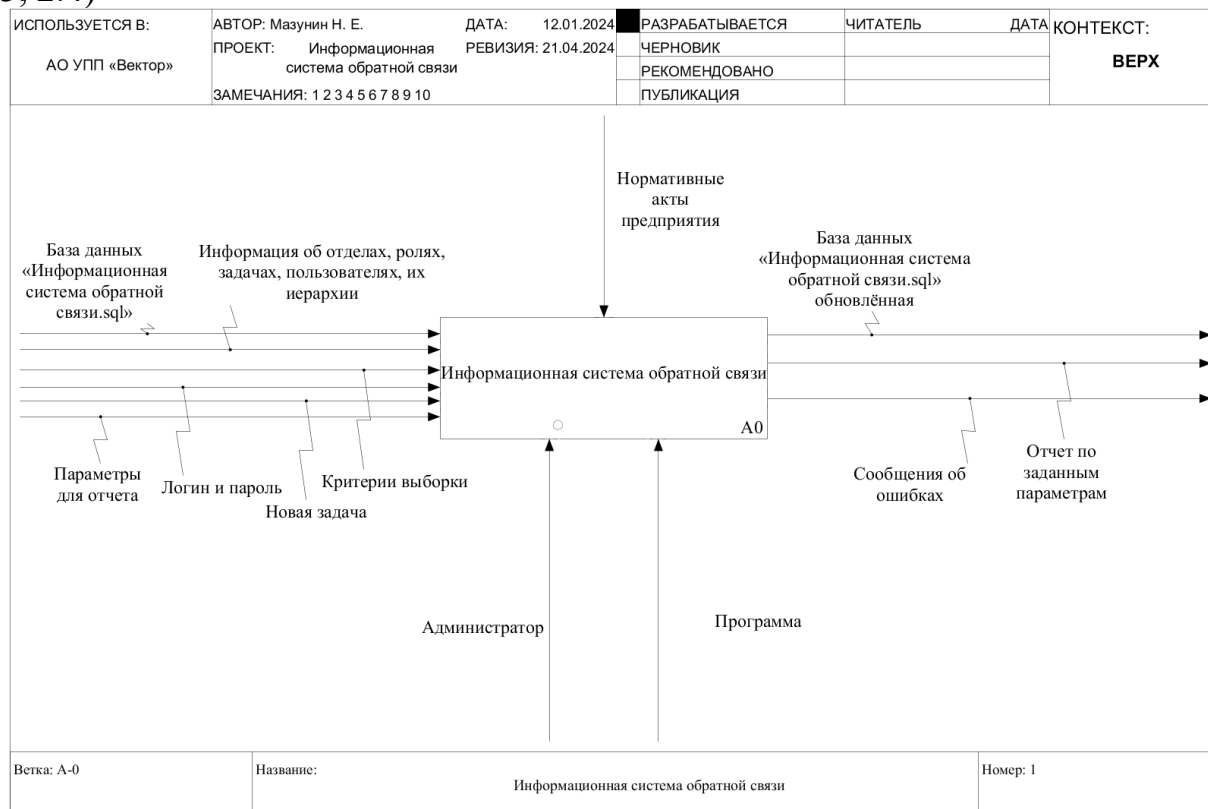 ИСПОЛЬЗУЕТСЯ В:
АО УПП «Вектор»
АВТОР: Мазунин Н. Е.
ДАТА: 12.01.2024
ПРОЕКТ: Информационная
система обратной связи
РЕВИЗИЯ: 21.04.2024
ЗАМЕЧАНИЯ: 1 2 3 4 5 6 7 8 9 10
РАЗРАБАТЫВАЕТСЯ
ЧЕРНОВИК
РЕКОМЕНДОВАНО
ПУБЛИКАЦИЯ
ЧИТАТЕЛЬ
ДАТА
КОНТЕКСТ:
ВЕРХ
Нормативные
акты
предприятия
База данных
«Информационная
система обратной
связи.sql»
Информация об отделах, ролях,
задачах, пользователях, их
иерархии
База данных
«Информационная система
обратной связи.sql»
обновлённая
Информационная система обратной связи
A0
Параметры
для отчета
Логин и пароль
Новая задача
Критерии выборки
Сообщения об
ошибках
Отчет по
заданным
параметрам
Администратор
Программа
Ветка: A-0
Название:
Информационная система обратной связи
Номер: 1